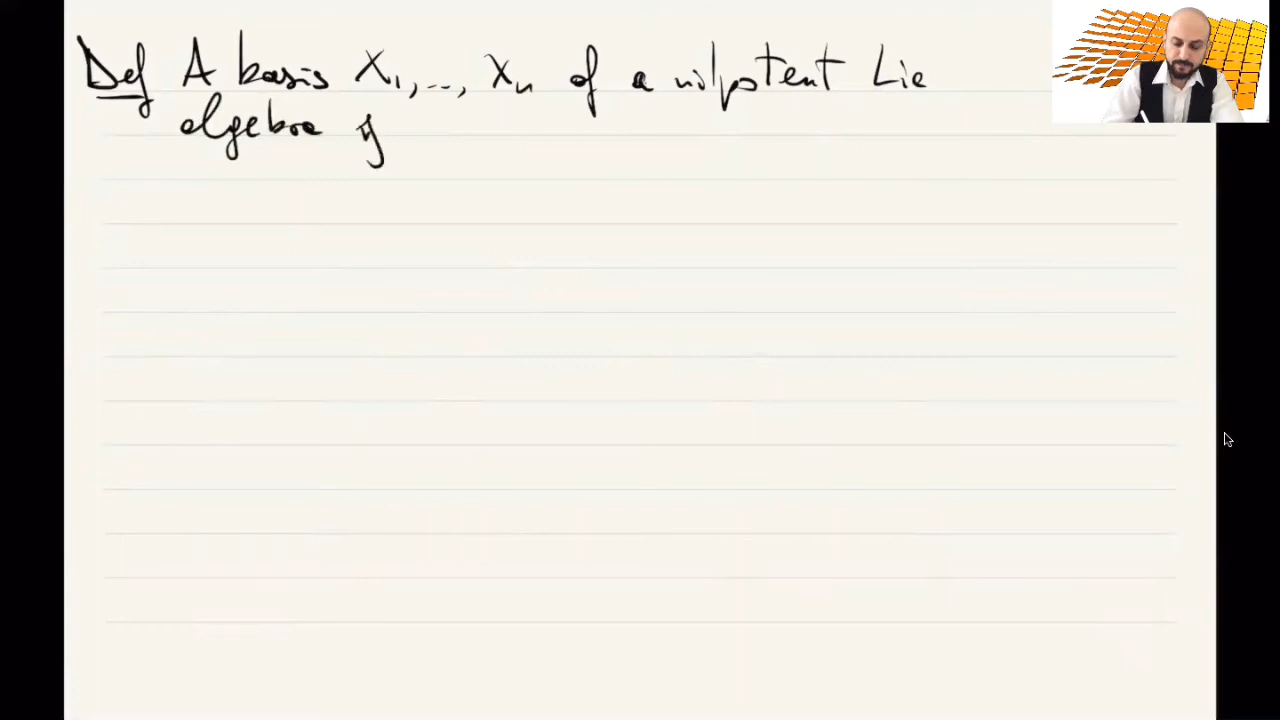 Def A basis X₁, ..., Xₙ of a nilpotent Lie
algebra 𝔤